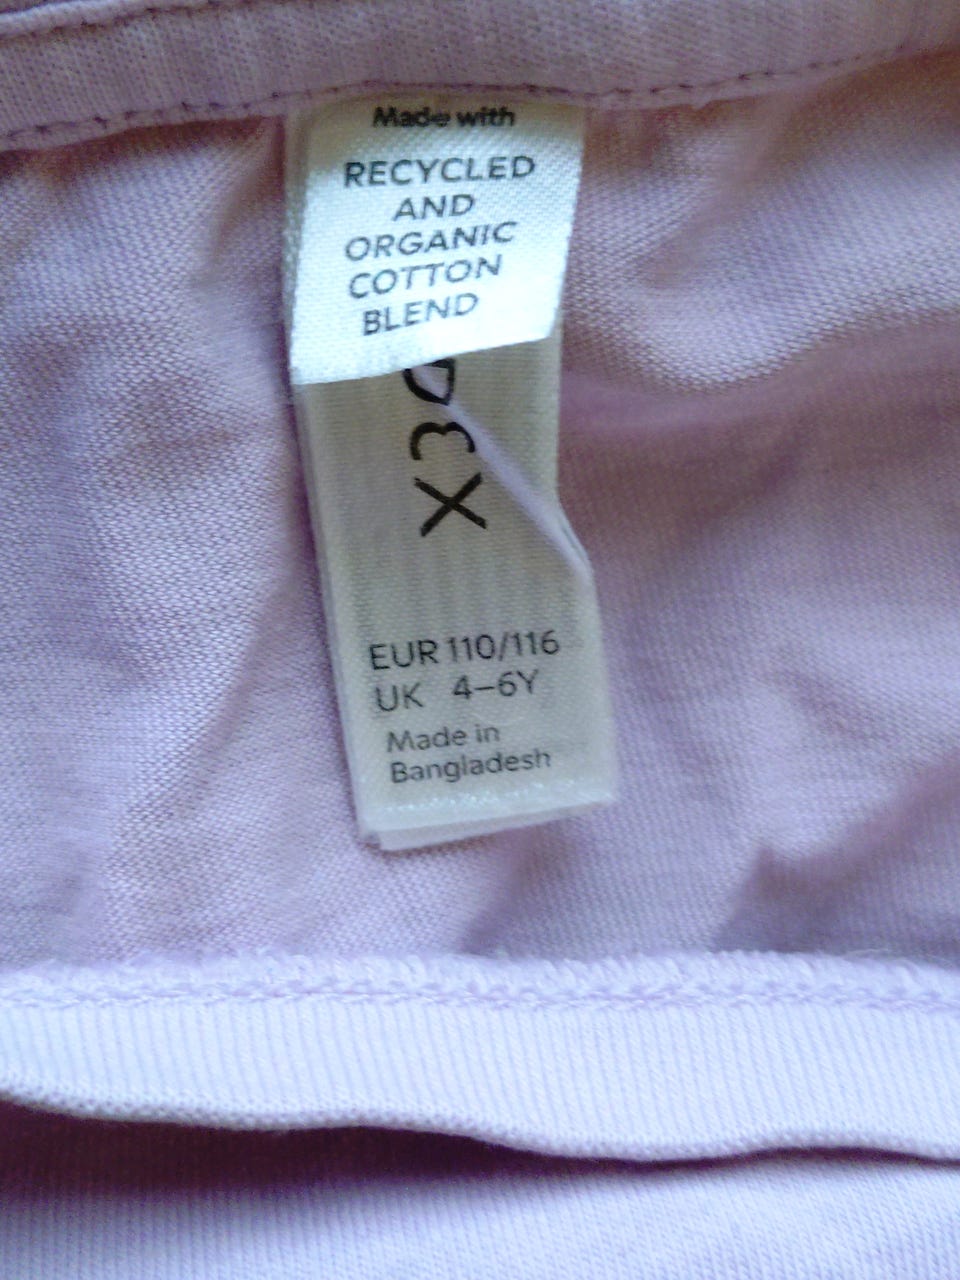 Made with
RECYCLED
AND
ORGANIC
COTTON
BLEND
EUR 110/116
UK 4–6Y
Made in
Bangladesh